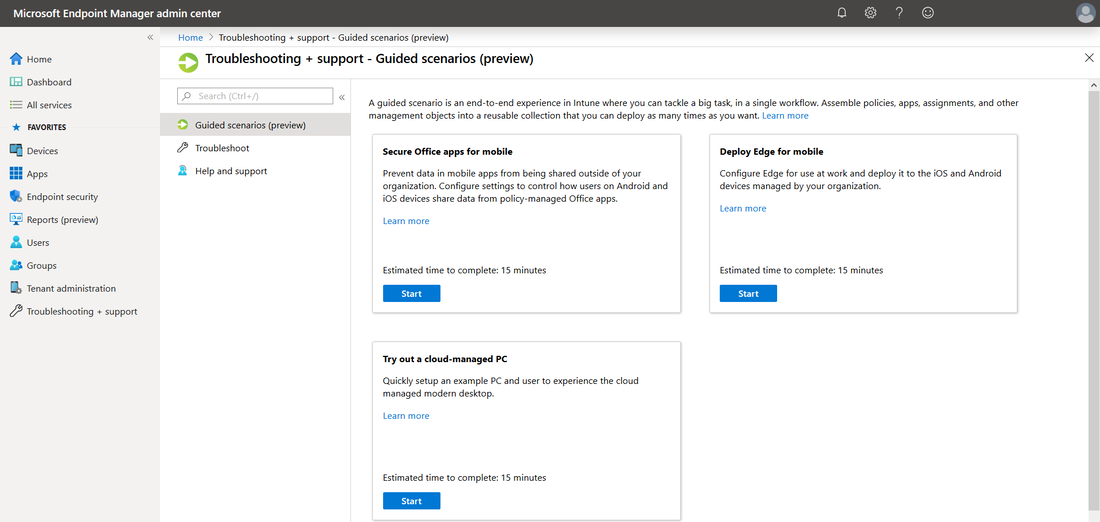 Microsoft Endpoint Manager admin center
Home
Dashboard
All services
FAVORITES
Devices
Apps
Endpoint security
Reports (preview)
Users
Groups
Tenant administration
Troubleshooting + support
Home > Troubleshooting + support - Guided scenarios (preview)
Troubleshooting + support - Guided scenarios (preview)
Search (Ctrl+/)
Guided scenarios (preview)
Troubleshoot
Help and support
A guided scenario is an end-to-end experience in Intune where you can tackle a big task, in a single workflow. Assemble policies, apps, assignments, and other
management objects into a reusable collection that you can deploy as many times as you want. Learn more
Secure Office apps for mobile
Prevent data in mobile apps from being shared outside of your
organization. Configure settings to control how users on Android and
iOS devices share data from policy-managed Office apps.
Learn more
Estimated time to complete: 15 minutes
Start
Deploy Edge for mobile
Configure Edge for use at work and deploy it to the iOS and Android
devices managed by your organization.
Learn more
Estimated time to complete: 15 minutes
Start
Try out a cloud-managed PC
Quickly setup an example PC and user to experience the cloud
managed modern desktop.
Learn more
Estimated time to complete: 15 minutes
Start